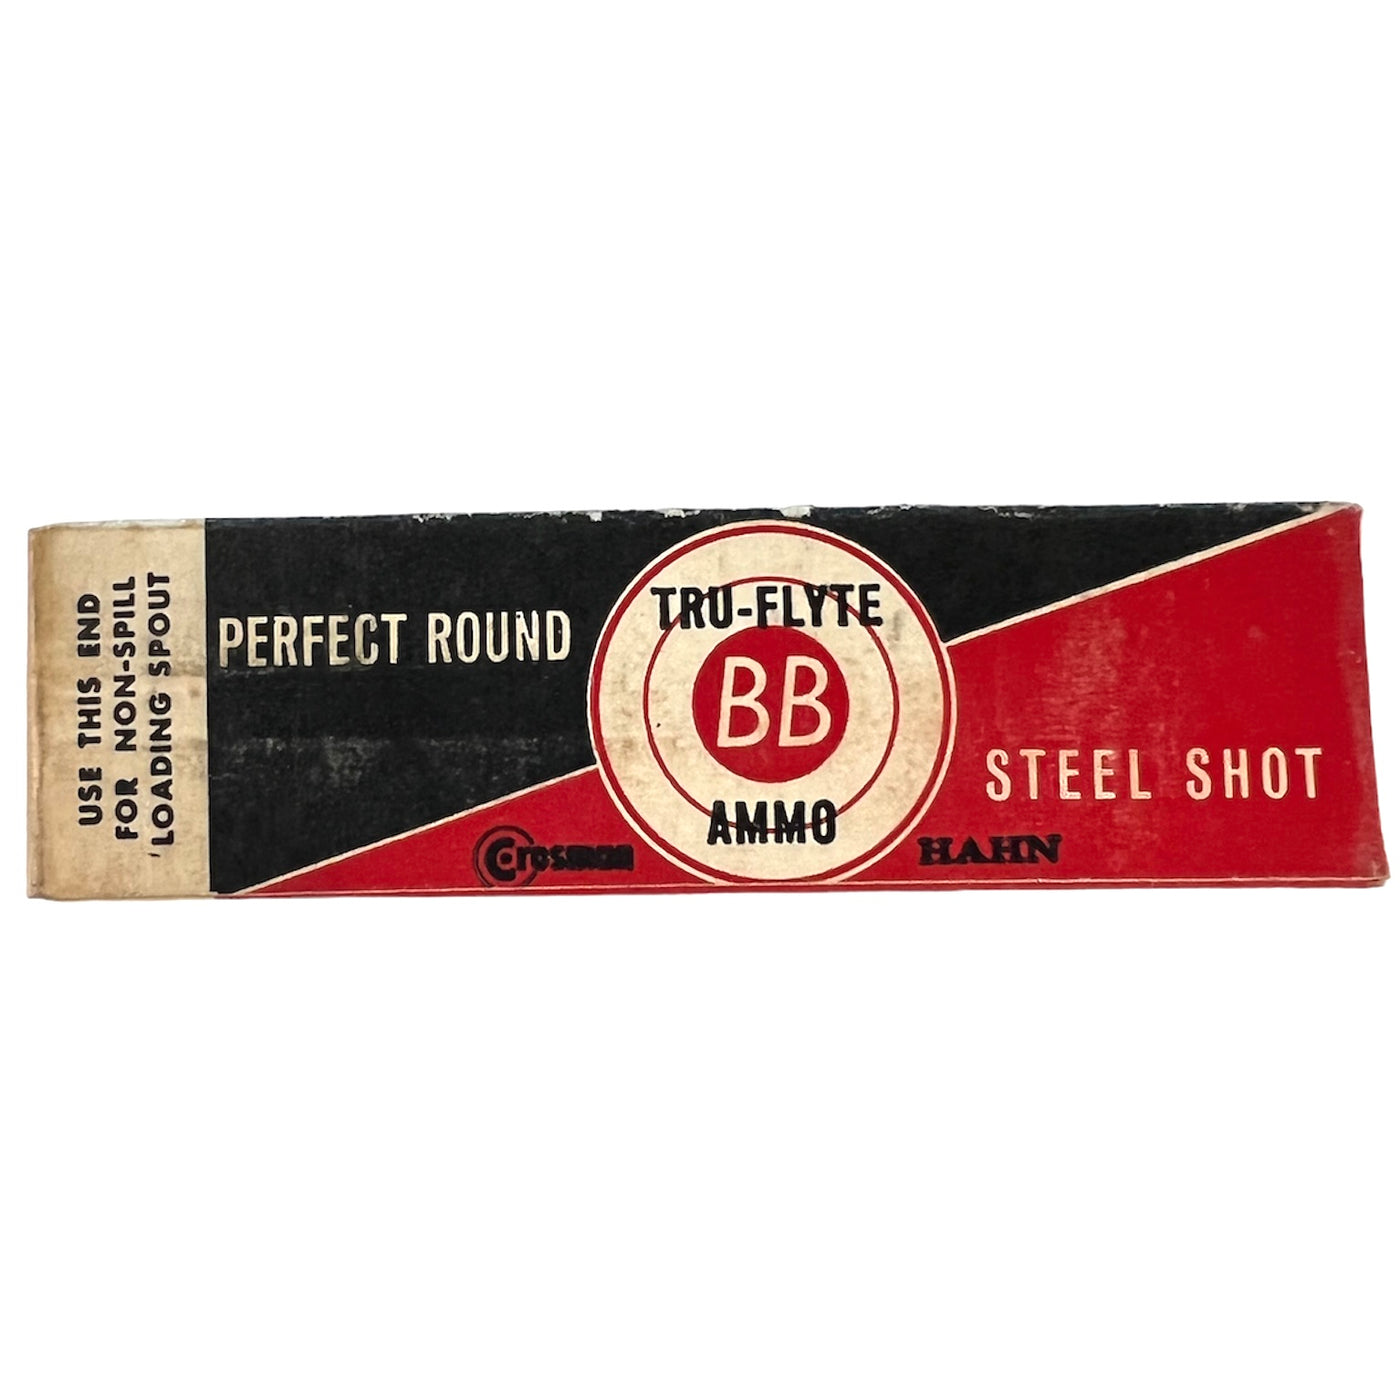 USE THIS END
FOR NON-SPILL
LOADING SPOUT
PERFECT ROUND
TRU-FLYTE
BB
AMMO
STEEL SHOT
Crosman
HAHN